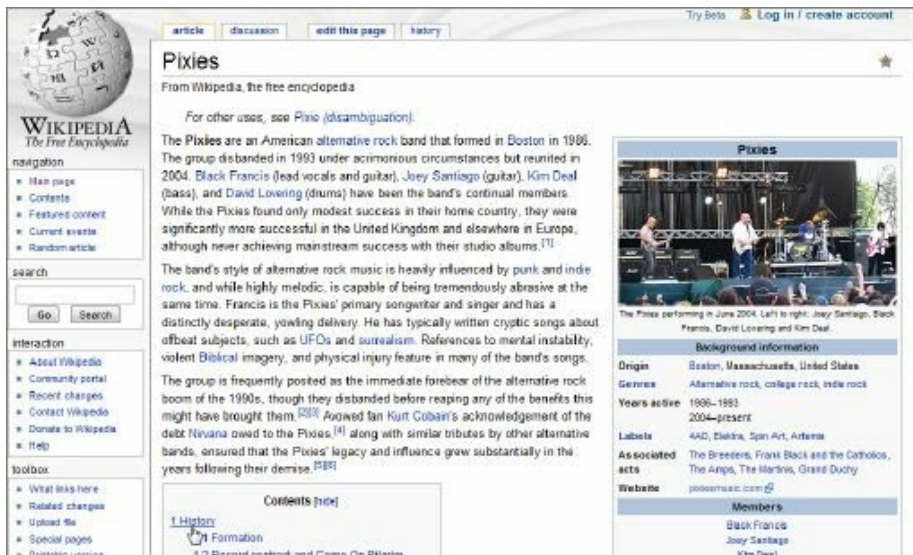 Try Beta Log in / create account
article discussion edit this page history
Pixies
From Wikipedia, the free encyclopedia
For other uses, see Pixie (disambiguation).
WIKIPEDIA
The Free Encyclopedia
navigation
Main page
Contents
Featured content
Current events
Random article
search
Go Search
interaction
About Wikipedia
Community portal
Recent changes
Contact Wikipedia
Donate to Wikipedia
Help
toolbox
What links here
Related changes
Upload file
Special pages
Printable version
The Pixies are an American alternative rock band that formed in Boston in 1986.
The group disbanded in 1993 under acrimonious circumstances but reunited in
2004. Black Francis (lead vocals and guitar), Joey Santiago (guitar), Kim Deal
(bass), and David Lovering (drums) have been the band's continual members.
While the Pixies found only modest success in their home country, they were
significantly more successful in the United Kingdom and elsewhere in Europe,
although never achieving mainstream success with their studio albums.[1]
The band's style of alternative rock music is heavily influenced by punk and indie
rock, and while highly melodic, is capable of being tremendously abrasive at the
same time. Francis is the Pixies' primary songwriter and singer and has a
distinctly desperate, yowling delivery. He has typically written cryptic songs about
offbeat subjects, such as UFOs and surrealism. References to mental instability,
violent Biblical imagery, and physical injury feature in many of the band's songs.
The group is frequently posited as the immediate forebear of the alternative rock
boom of the 1990s, though they disbanded before reaping any of the benefits this
might have brought them.[2][3] Avowed fan Kurt Cobain's acknowledgement of the
debt Nirvana owed to the Pixies,[4] along with similar tributes by other alternative
bands, ensured that the Pixies' legacy and influence grew substantially in the
years following their demise.[5][6]
Contents [hide]
1 History
1 Formation
1.2 Record contract and Come On Pilgrim
Pixies
The Pixies performing in June 2004. Left to right: Joey Santiago, Black
Francis, David Lovering and Kim Deal.
Background information
Origin Boston, Massachusetts, United States
Genres Alternative rock, college rock, indie rock
Years active 1986–1993
2004–present
Labels 4AD, Elektra, Spin Art, Artemis
Associated acts The Breeders, Frank Black and the Catholics,
The Amps, The Martinis, Grand Duchy
Website pixiesmusic.com
Members
Black Francis
Joey Santiago
Kim Deal